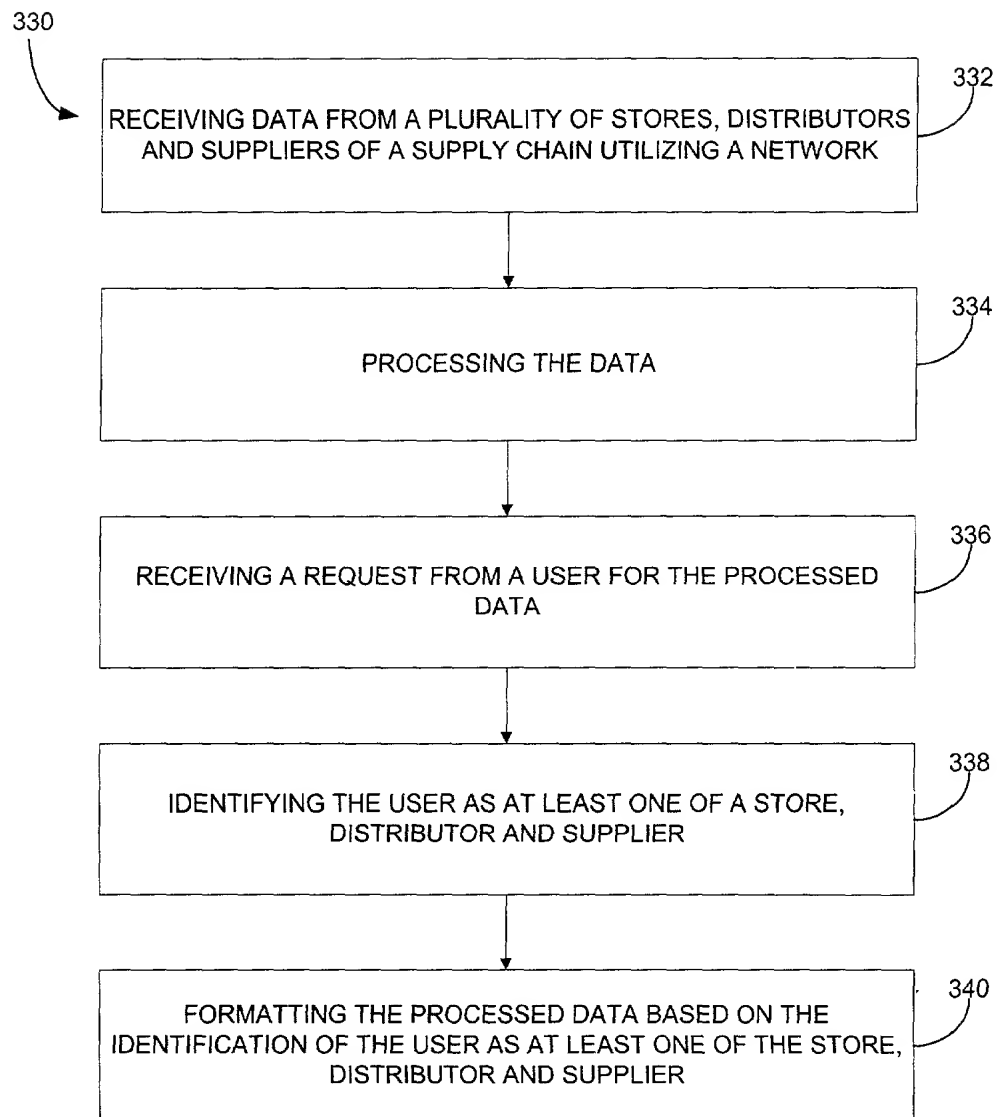 330
332
RECEIVING DATA FROM A PLURALITY OF STORES, DISTRIBUTORS
AND SUPPLIERS OF A SUPPLY CHAIN UTILIZING A NETWORK
334
PROCESSING THE DATA
336
RECEIVING A REQUEST FROM A USER FOR THE PROCESSED
DATA
338
IDENTIFYING THE USER AS AT LEAST ONE OF A STORE,
DISTRIBUTOR AND SUPPLIER
340
FORMATTING THE PROCESSED DATA BASED ON THE
IDENTIFICATION OF THE USER AS AT LEAST ONE OF THE STORE,
DISTRIBUTOR AND SUPPLIER